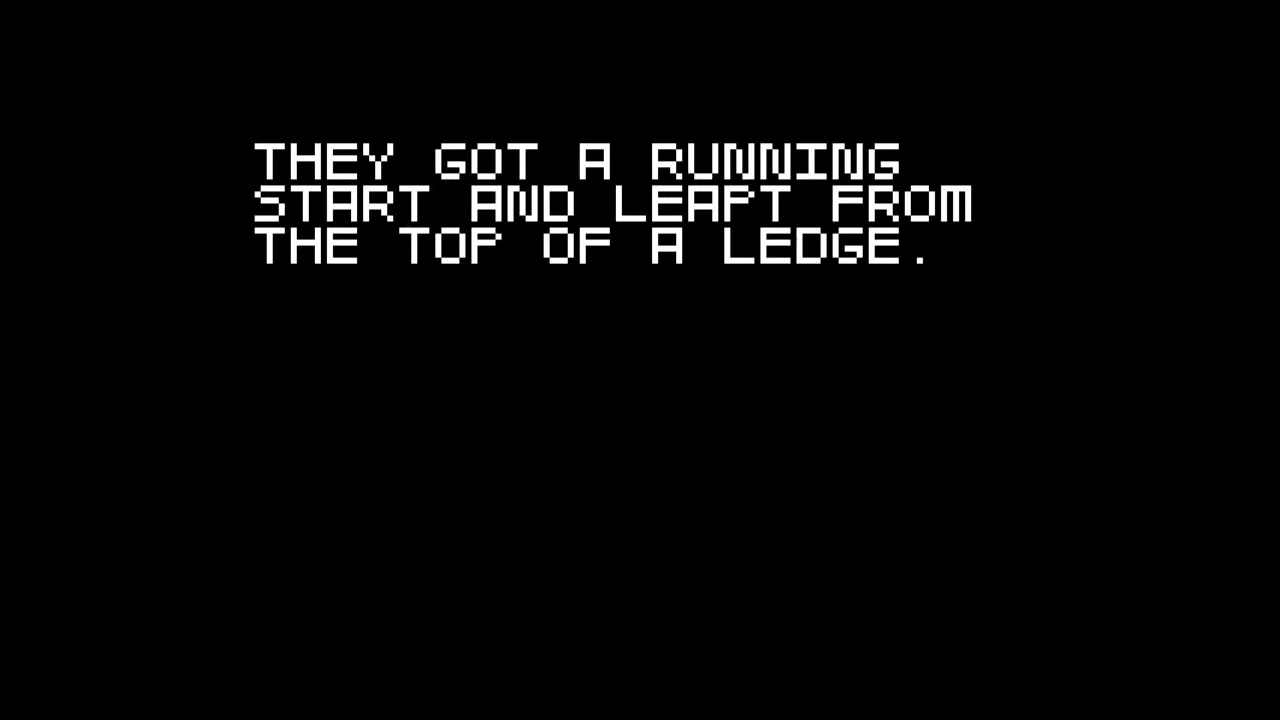 THEY GOT A RUNNING
START AND LEAPT FROM
THE TOP OF A LEDGE.